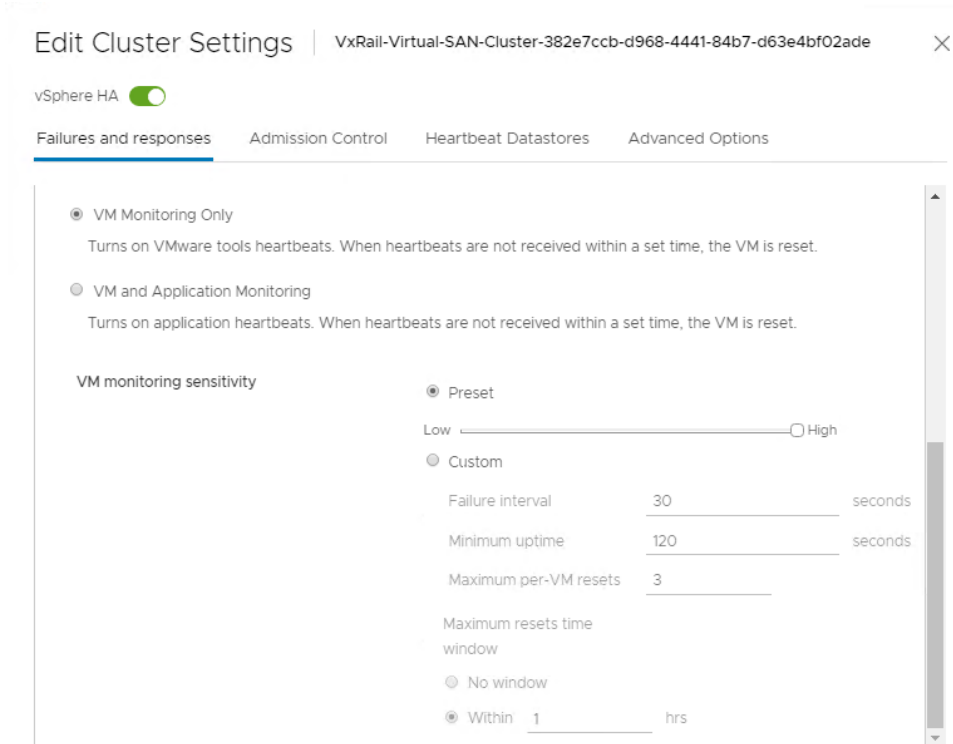 Edit Cluster Settings VxRail-Virtual-SAN-Cluster-382e7ccb-d968-4441-84b7-d63e4bf02ade
vSphere HA
Failures and responses Admission Control Heartbeat Datastores Advanced Options
VM Monitoring Only
Turns on VMware tools heartbeats. When heartbeats are not received within a set time, the VM is reset.
VM and Application Monitoring
Turns on application heartbeats. When heartbeats are not received within a set time, the VM is reset.
VM monitoring sensitivity
Preset
Low High
Custom
Failure interval 30 seconds
Minimum uptime 120 seconds
Maximum per-VM resets 3
Maximum resets time
window
No window
Within 1 hrs